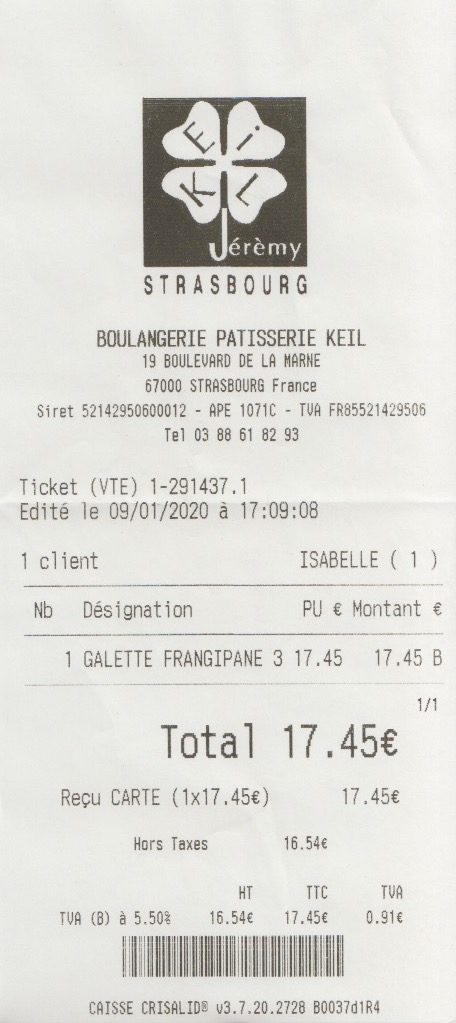 KEiL
Jérèmy
STRASBOURG
BOULANGERIE PATISSERIE KEIL
19 BOULEVARD DE LA MARNE
67000 STRASBOURG France
Siret 52142950600012 - APE 1071C - TVA FR85521429506
Tel 03 88 61 82 93
Ticket (VTE) 1-291437.1
Edité le 09/01/2020 à 17:09:08
1 client ISABELLE ( 1 )
Nb Désignation PU € Montant €
1 GALETTE FRANGIPANE 3 17.45 17.45 B
1/1
Total 17.45€
Reçu CARTE (1x17.45€) 17.45€
Hors Taxes 16.54€
HT TTC TVA
TVA (B) à 5.50% 16.54€ 17.45€ 0.91€
CAISSE CRISALID® v3.7.20.2728 B0037d1R4